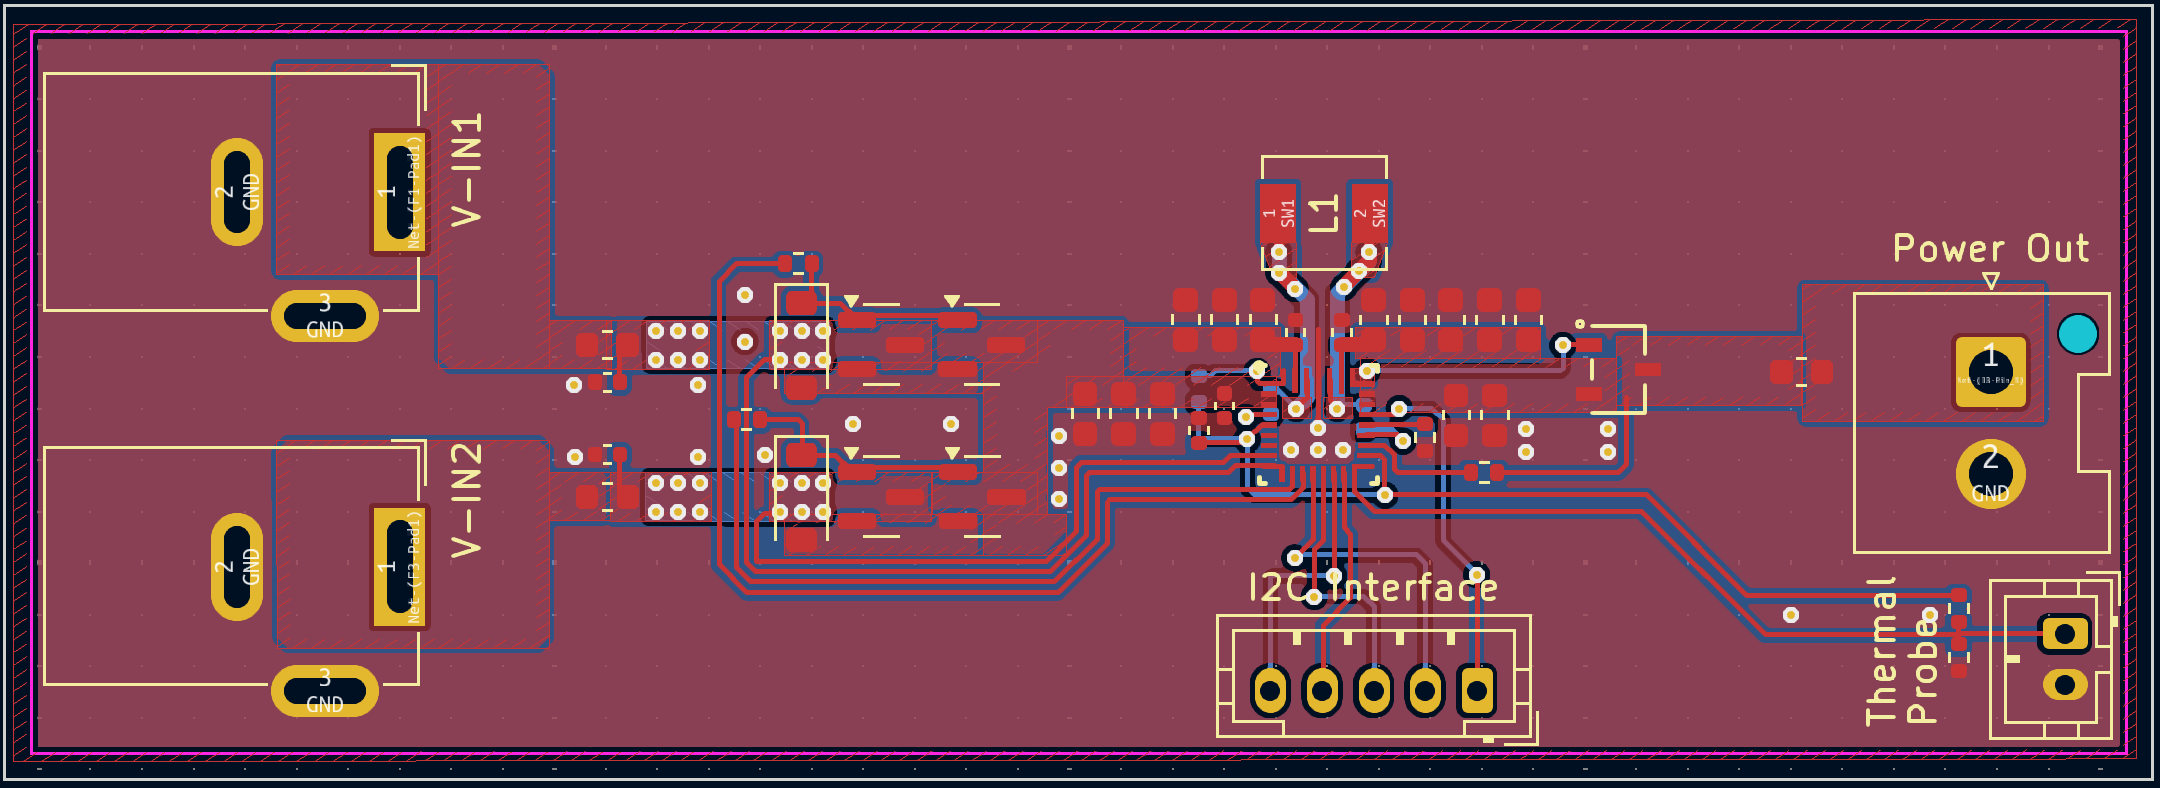 V-IN1
2
GND
1
Net-(F1-Pad1)
3
GND
1
SW1
L1
2
SW2
Power Out
1
2
GND
V-IN2
2
GND
1
Net-(F3-Pad1)
3
GND
I2C Interface
Thermal
Probe